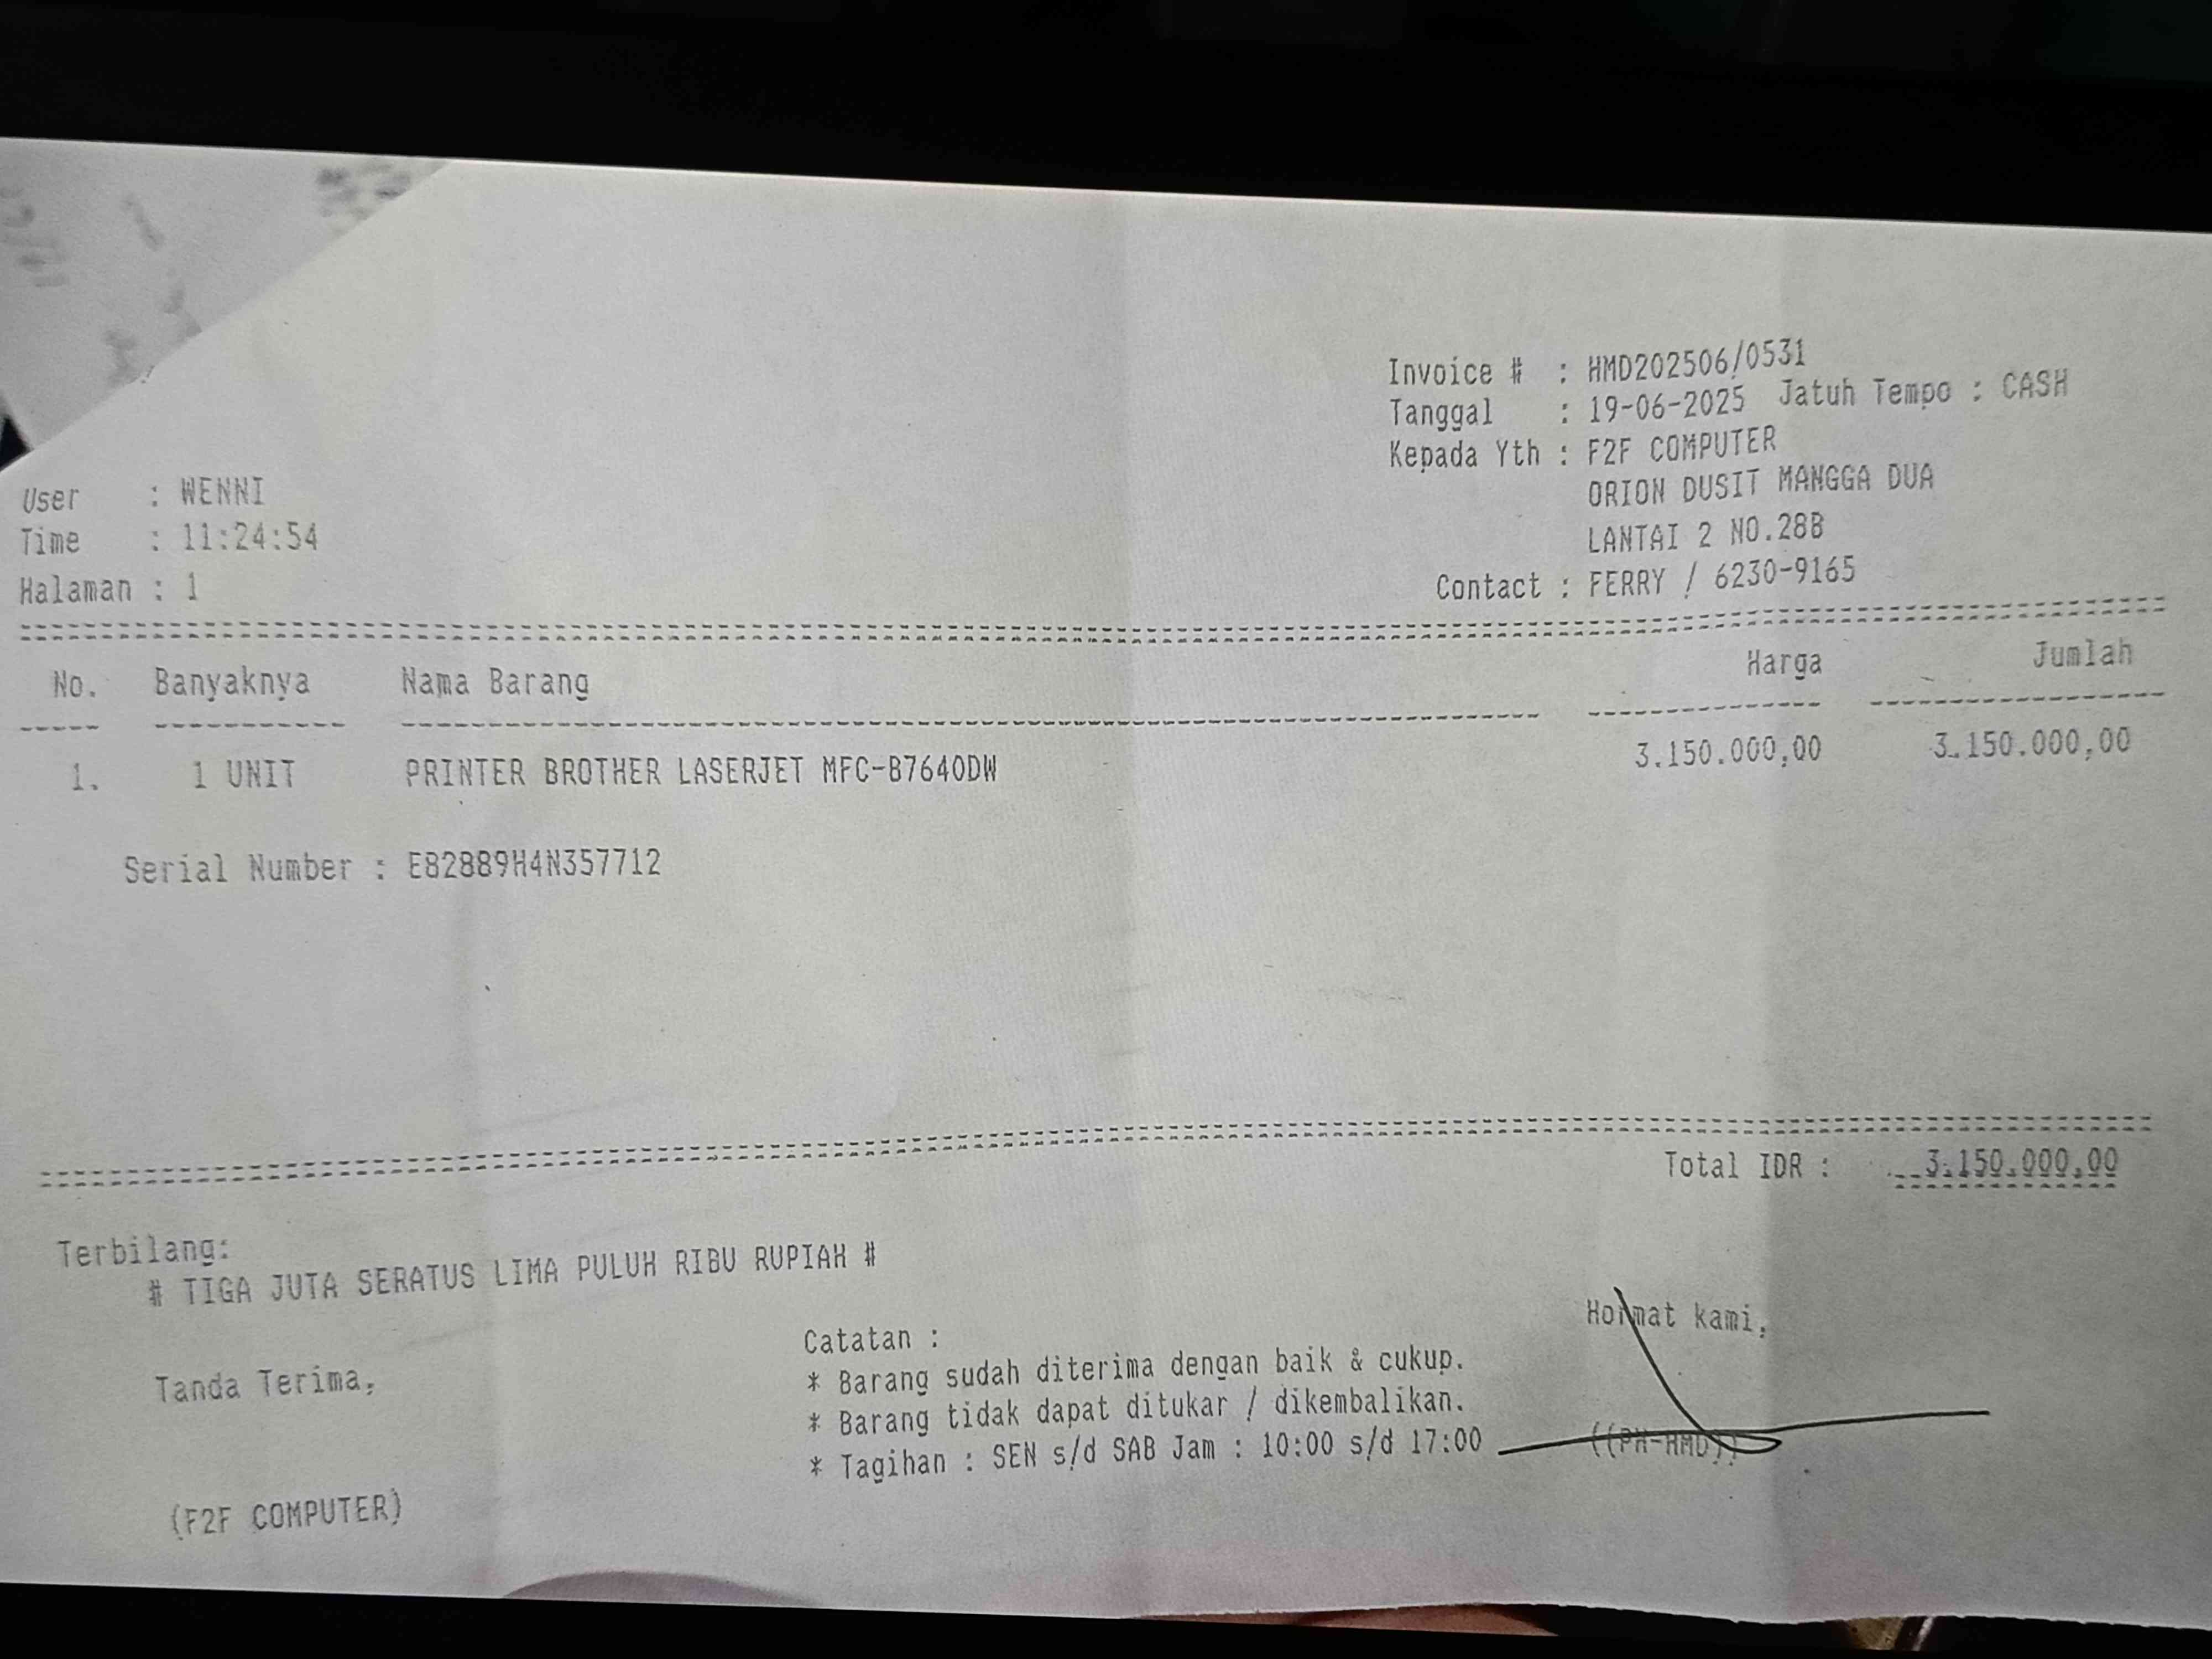 Invoice # : HMD202506/0531
Tanggal : 19-06-2025 Jatuh Tempo : CASH
Kepada Yth : F2F COMPUTER
ORION DUSIT MANGGA DUA
LANTAI 2 NO.28B
Contact : FERRY / 6230-9165
User : WENNI
Time : 11:24:54
Halaman : 1
No. Banyaknya Nama Barang Harga Jumlah
1. 1 UNIT PRINTER BROTHER LASERJET MFC-B7640DW 3.150.000,00 3.150.000,00
Serial Number : E82889H4N357712
Total IDR : 3.150.000,00
Terbilang:
# TIGA JUTA SERATUS LIMA PULUH RIBU RUPIAH #
Tanda Terima,
(F2F COMPUTER)
Catatan :
* Barang sudah diterima dengan baik & cukup.
* Barang tidak dapat ditukar / dikembalikan.
* Tagihan : SEN s/d SAB Jam : 10:00 s/d 17:00
Hormat kami,